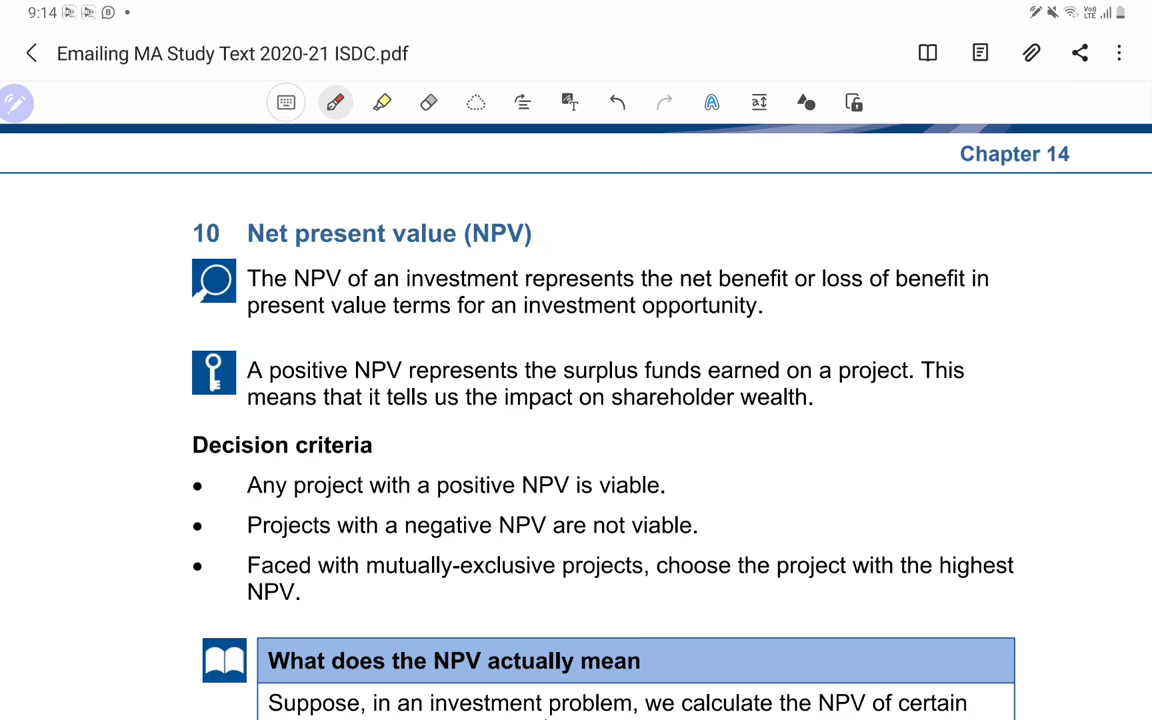 9:14
Emailing MA Study Text 2020-21 ISDC.pdf
Chapter 14
10 Net present value (NPV)
The NPV of an investment represents the net benefit or loss of benefit in
present value terms for an investment opportunity.
A positive NPV represents the surplus funds earned on a project. This
means that it tells us the impact on shareholder wealth.
Decision criteria
• Any project with a positive NPV is viable.
• Projects with a negative NPV are not viable.
• Faced with mutually-exclusive projects, choose the project with the highest
NPV.
What does the NPV actually mean
Suppose, in an investment problem, we calculate the NPV of certain